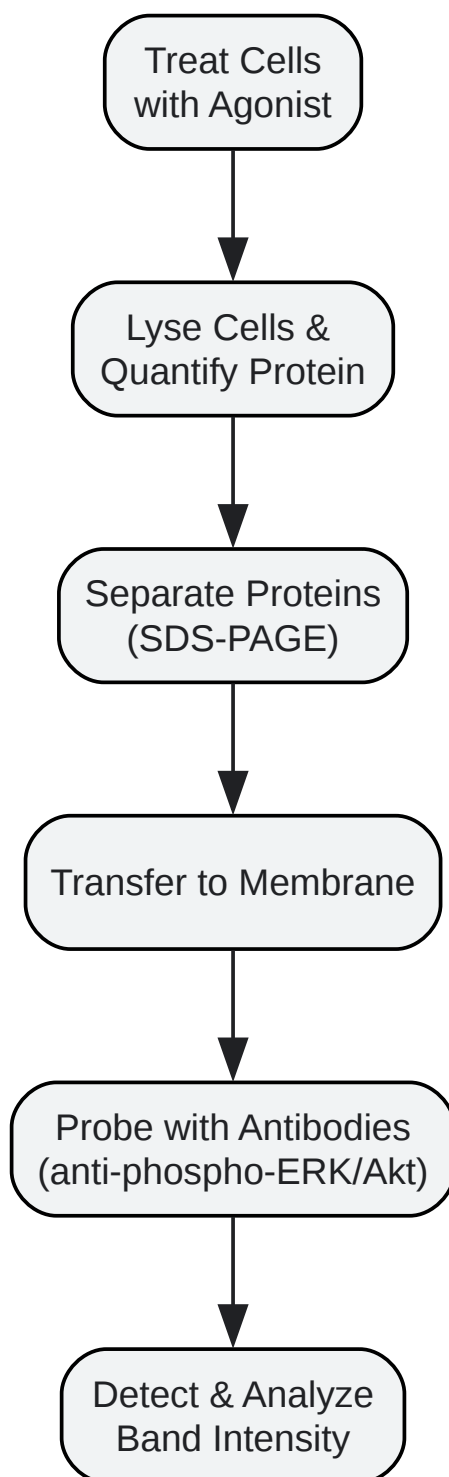 Treat Cells
with Agonist
Lyse Cells &
Quantify Protein
Separate Proteins
(SDS-PAGE)
Transfer to Membrane
Probe with Antibodies
(anti-phospho-ERK/Akt)
Detect & Analyze
Band Intensity